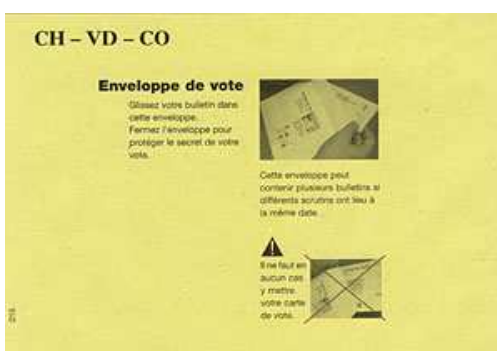 CH – VD – CO
Enveloppe de vote
Glissez votre bulletin dans
cette enveloppe.
Fermez l'enveloppe pour
protéger le secret de votre
vote.
Cette enveloppe peut
contenir plusieurs bulletins si
différents scrutins ont lieu à
la même date.
Il ne faut en
aucun cas
y mettre
votre carte
de vote.